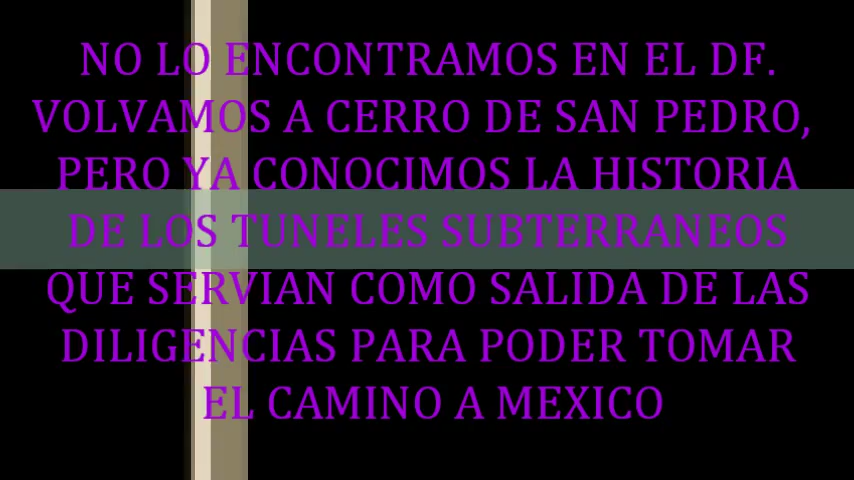 NO LO ENCONTRAMOS EN EL DF.
VOLVAMOS A CERRO DE SAN PEDRO,
PERO YA CONOCIMOS LA HISTORIA
DE LOS TUNELES SUBTERRANEOS
QUE SERVIAN COMO SALIDA DE LAS
DILIGENCIAS PARA PODER TOMAR
EL CAMINO A MEXICO